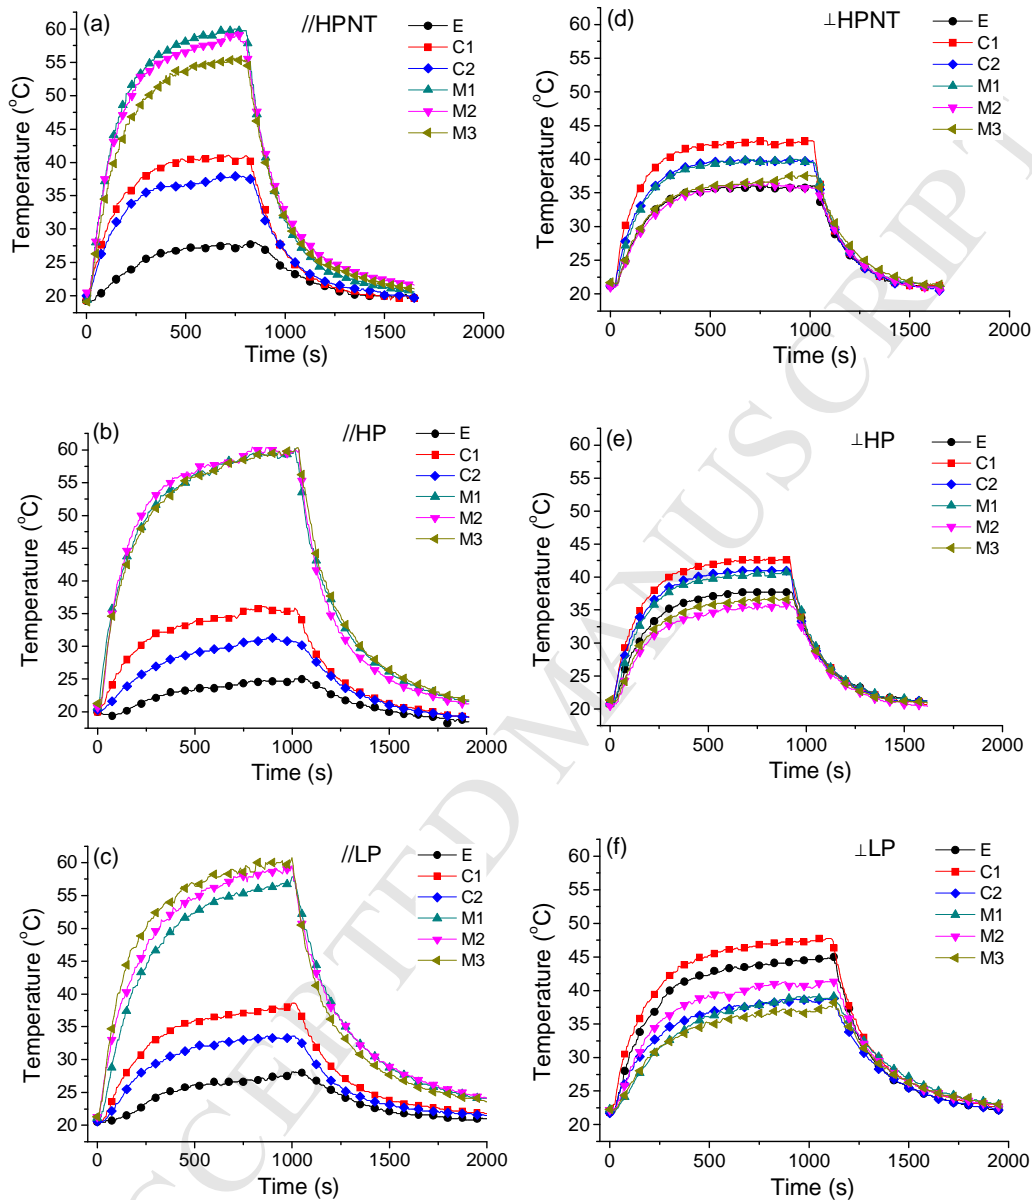 (a)
//HPNT
E
C1
C2
M1
M2
M3
60
55
50
45
40
35
30
25
20
Temperature (°C)
0
500
1000
1500
2000
Time (s)
(d)
⊥HPNT
E
C1
C2
M1
M2
M3
60
55
50
45
40
35
30
25
20
Temperature (°C)
0
500
1000
1500
2000
Time (s)
(b)
//HP
E
C1
C2
M1
M2
M3
60
55
50
45
40
35
30
25
20
Temperature (°C)
0
500
1000
1500
2000
Time (s)
(e)
⊥HP
E
C1
C2
M1
M2
M3
60
55
50
45
40
35
30
25
20
Temperature (°C)
0
500
1000
1500
2000
Time (s)
(c)
//LP
E
C1
C2
M1
M2
M3
60
55
50
45
40
35
30
25
20
Temperature (°C)
0
500
1000
1500
2000
Time (s)
(f)
⊥LP
E
C1
C2
M1
M2
M3
60
55
50
45
40
35
30
25
20
Temperature (°C)
0
500
1000
1500
2000
Time (s)
CEPTED MANUSCRIPT